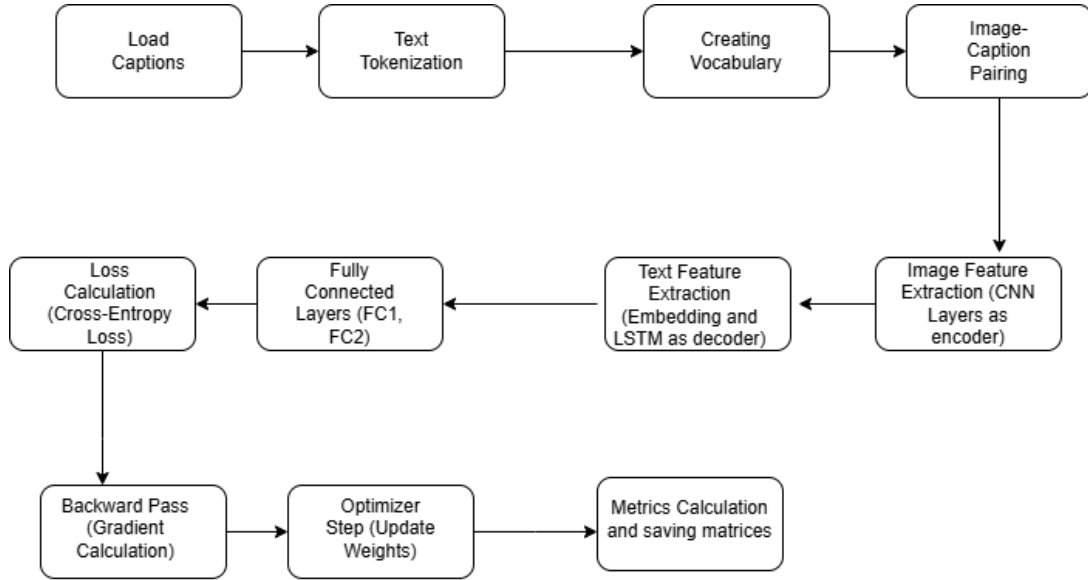 Load
Captions
Text
Tokenization
Creating
Vocabulary
Image-
Caption
Pairing
Image Feature
Extraction (CNN
Layers as
encoder)
Text Feature
Extraction
(Embedding and
LSTM as decoder)
Fully
Connected
Layers (FC1,
FC2)
Loss
Calculation
(Cross-Entropy
Loss)
Backward Pass
(Gradient
Calculation)
Optimizer
Step (Update
Weights)
Metrics Calculation
and saving matrices